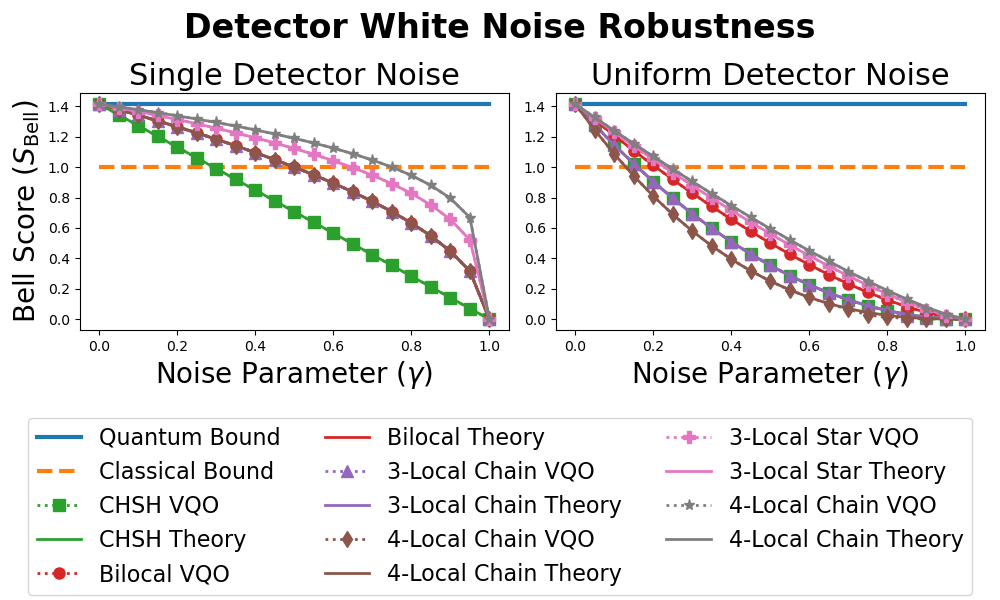 Detector White Noise Robustness
Single Detector Noise
Uniform Detector Noise
Bell Score (S_Bell)
1.4
1.2
1.0
0.8
0.6
0.4
0.2
0.0
0.0 0.2 0.4 0.6 0.8 1.0
Noise Parameter (γ)
1.4
1.2
1.0
0.8
0.6
0.4
0.2
0.0
0.0 0.2 0.4 0.6 0.8 1.0
Noise Parameter (γ)
Quantum Bound
Classical Bound
CHSH VQO
CHSH Theory
Bilocal VQO
Bilocal Theory
3-Local Chain VQO
3-Local Chain Theory
4-Local Chain VQO
4-Local Chain Theory
3-Local Star VQO
3-Local Star Theory
4-Local Chain VQO
4-Local Chain Theory